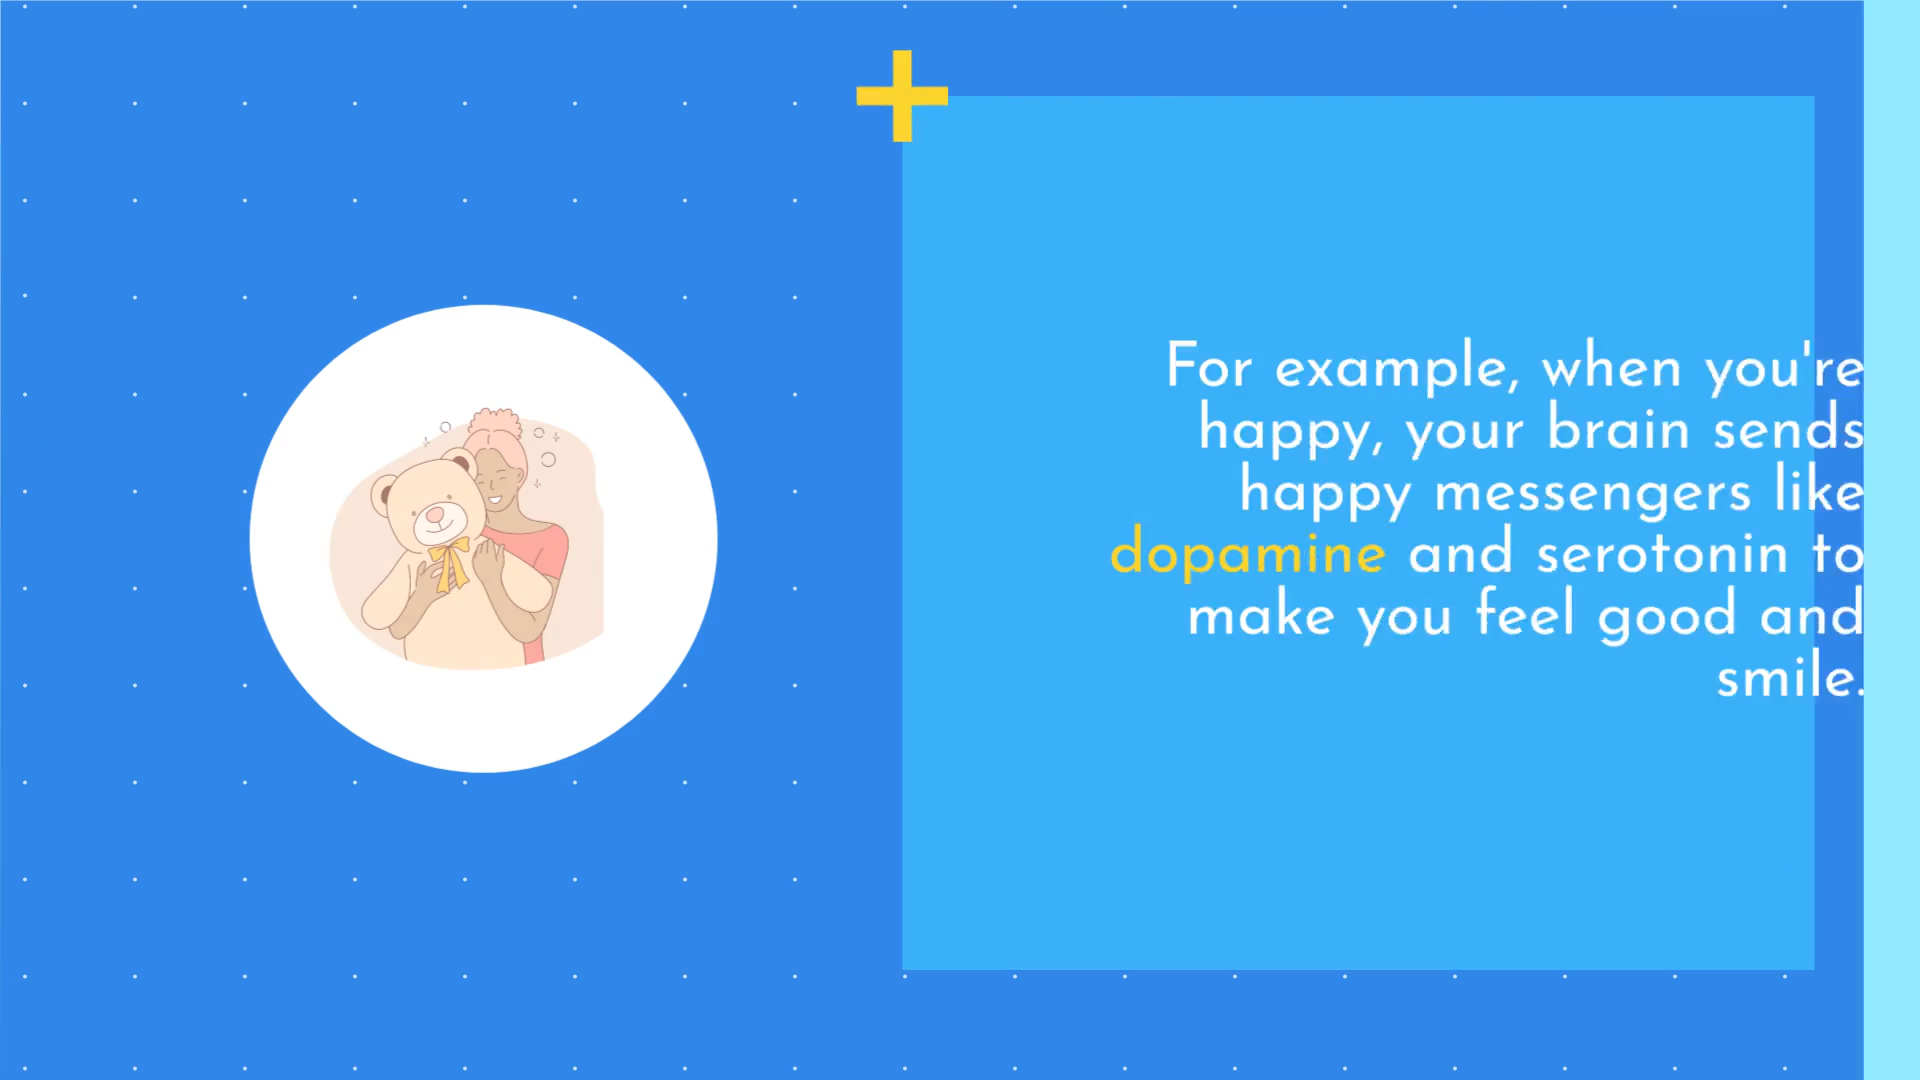 For example, when you're
happy, your brain sends
happy messengers like
dopamine and serotonin to
make you feel good and
smile.